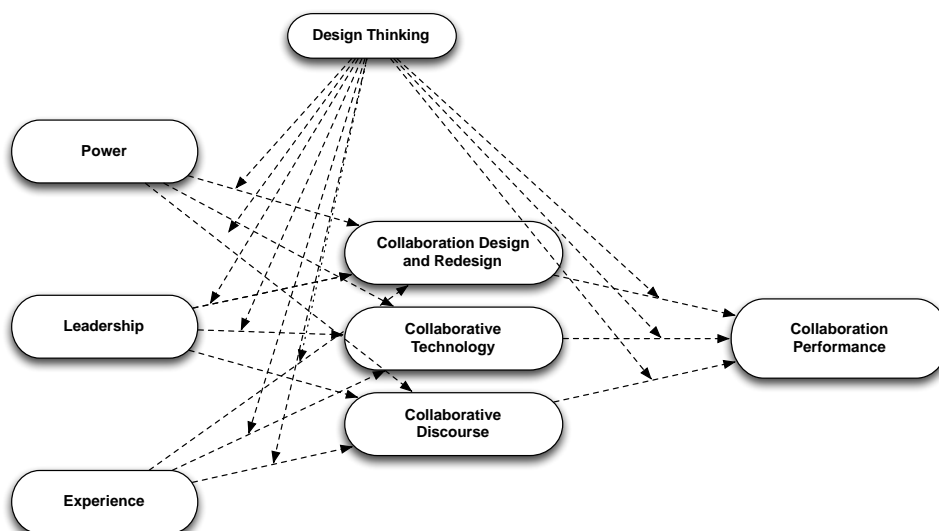 Design Thinking
Power
Collaboration Design
and Redesign
Leadership
Collaborative
Technology
Collaboration
Performance
Collaborative
Discourse
Experience